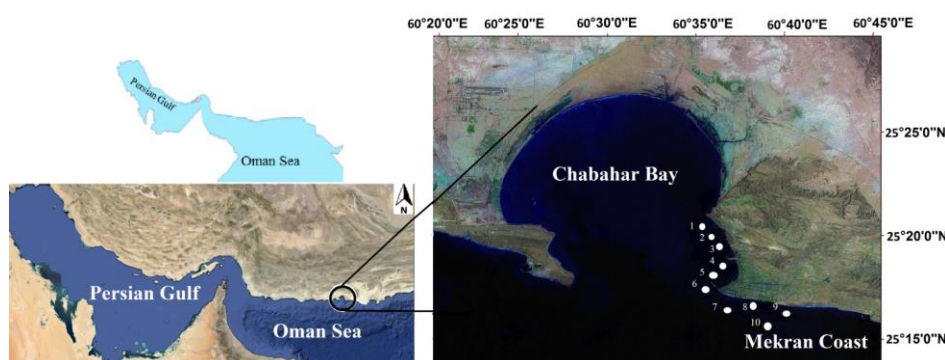 Persian Gulf
Oman Sea
N
Persian Gulf
Oman Sea
60°20'0"E 60°25'0"E 60°30'0"E 60°35'0"E 60°40'0"E 60°45'0"E
25°25'0"N
25°20'0"N
25°15'0"N
Chabahar Bay
1
2
3
4
5
6
7
8
9
10
Mekran Coast